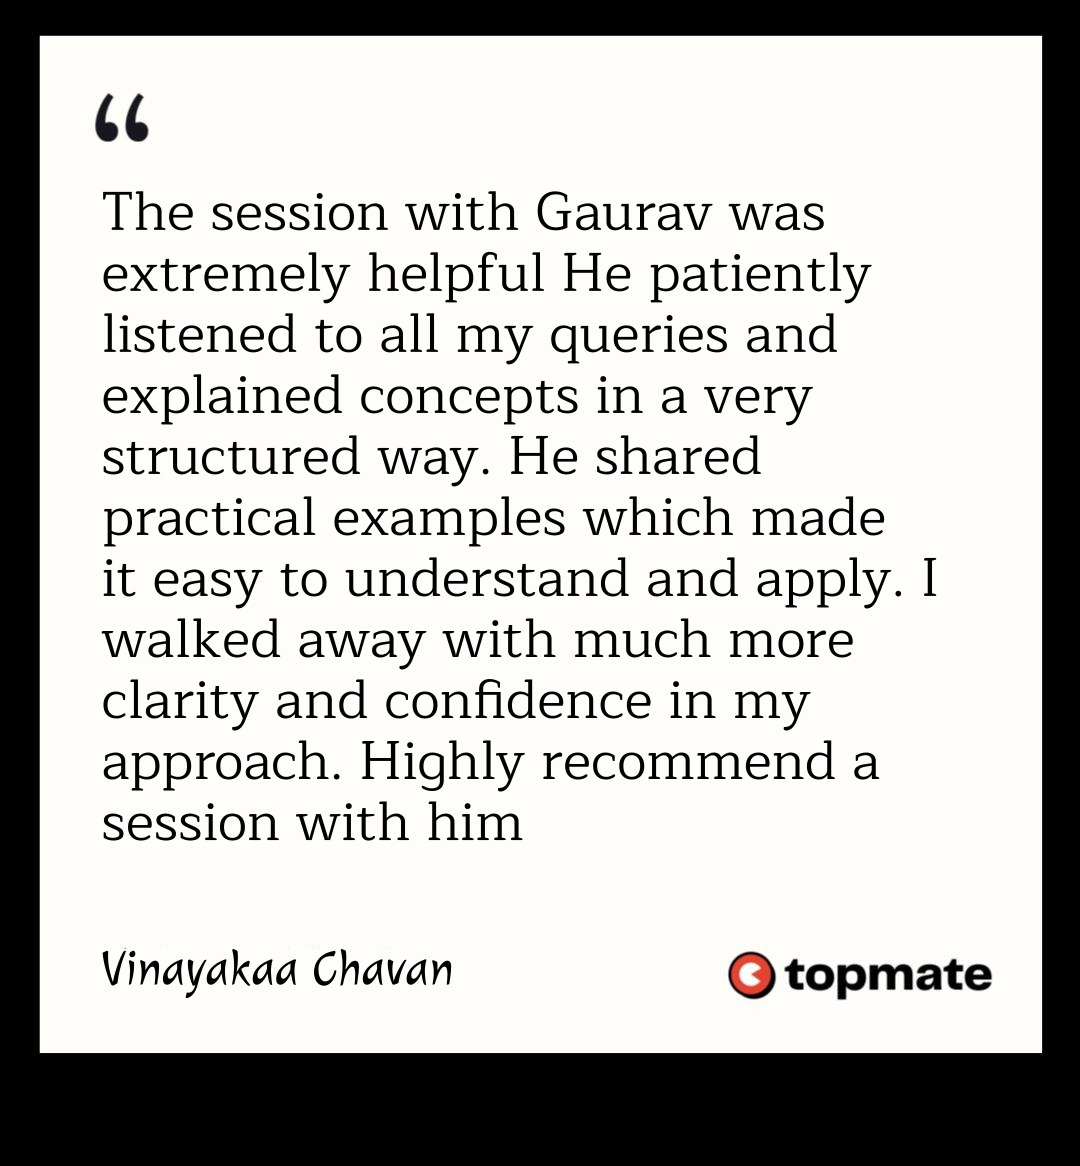 “
The session with Gaurav was
extremely helpful He patiently
listened to all my queries and
explained concepts in a very
structured way. He shared
practical examples which made
it easy to understand and apply. I
walked away with much more
clarity and confidence in my
approach. Highly recommend a
session with him
Vinayakaa Chavan
topmate